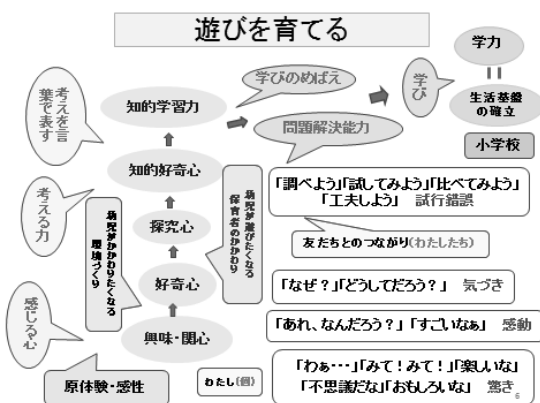 遊びを育てる
学力
=
生活基盤
の確立
小学校
学び
学びのめばえ
問題解決能力
考えを言
葉で表す
知的学習力
知的好奇心
考える力
探究心
好奇心
感じる心
興味・関心
原体験・感性
幼児がかかわりたくなる
環境づくり
幼児が遊びたくなる
保育者のかかわり
「調べよう」「試してみよう」「比べてみよう」
「工夫しよう」 試行錯誤
友だちとのつながり(わたしたち)
「なぜ?」「どうしてだろう?」 気づき
「あれ、なんだろう?」「すごいなぁ」 感動
わたし(個)
「わぁ・・・」「みて!みて!」「楽しいな」
「不思議だな」「おもしろいな」 驚き
6